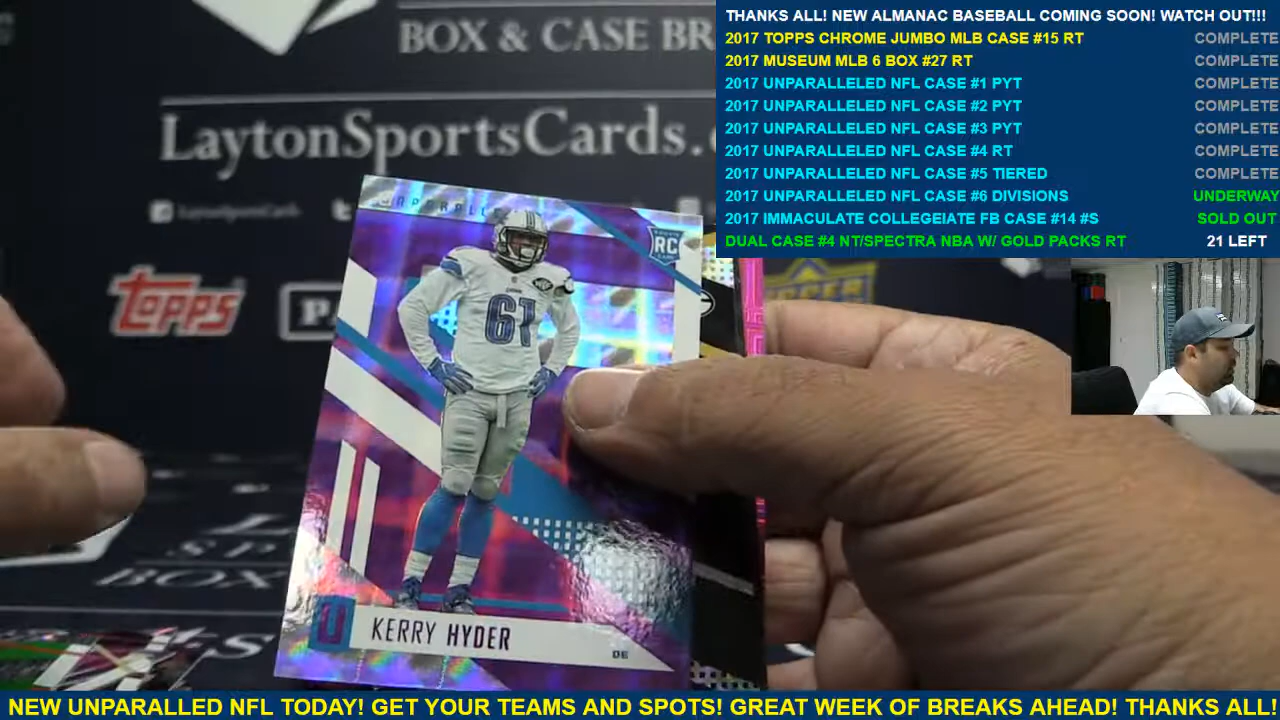 BOX & CASE BR
LaytonSportsCards.
LaytonSportsCards
TOPPS
PA
UNPARALLE
RC
61
U
KERRY HYDER
DE
BOX
THANKS ALL! NEW ALMANAC BASEBALL COMING SOON! WATCH OUT!!!
2017 TOPPS CHROME JUMBO MLB CASE #15 RT COMPLETE
2017 MUSEUM MLB 6 BOX #27 RT COMPLETE
2017 UNPARALLELED NFL CASE #1 PYT COMPLETE
2017 UNPARALLELED NFL CASE #2 PYT COMPLETE
2017 UNPARALLELED NFL CASE #3 PYT COMPLETE
2017 UNPARALLELED NFL CASE #4 RT COMPLETE
2017 UNPARALLELED NFL CASE #5 TIERED COMPLETE
2017 UNPARALLELED NFL CASE #6 DIVISIONS UNDERWAY
2017 IMMACULATE COLLEGEIATE FB CASE #14 #S SOLD OUT
DUAL CASE #4 NT/SPECTRA NBA W/ GOLD PACKS RT 21 LEFT
NEW UNPARALLED NFL TODAY! GET YOUR TEAMS AND SPOTS! GREAT WEEK OF BREAKS AHEAD! THANKS ALL!